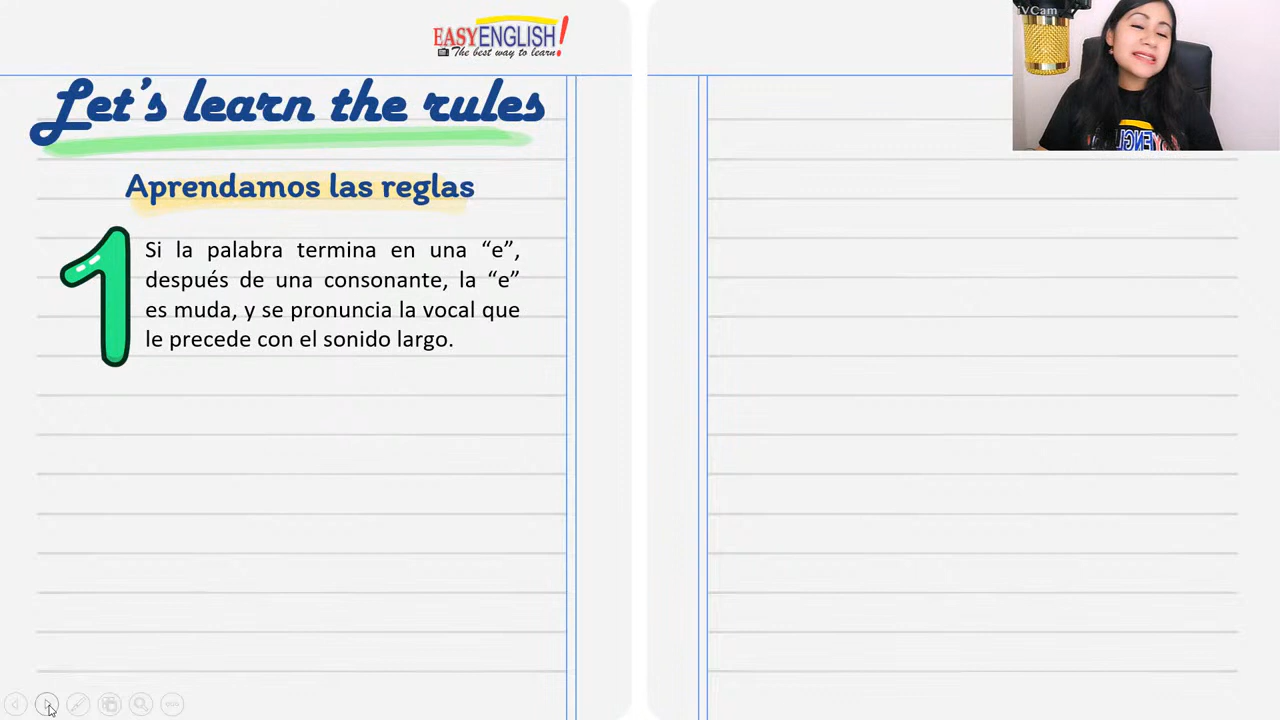 EASYENGLISH!
The best way to learn!
iVCam
Let's learn the rules
Aprendamos las reglas
1
Si la palabra termina en una “e”,
después de una consonante, la “e”
es muda, y se pronuncia la vocal que
le precede con el sonido largo.